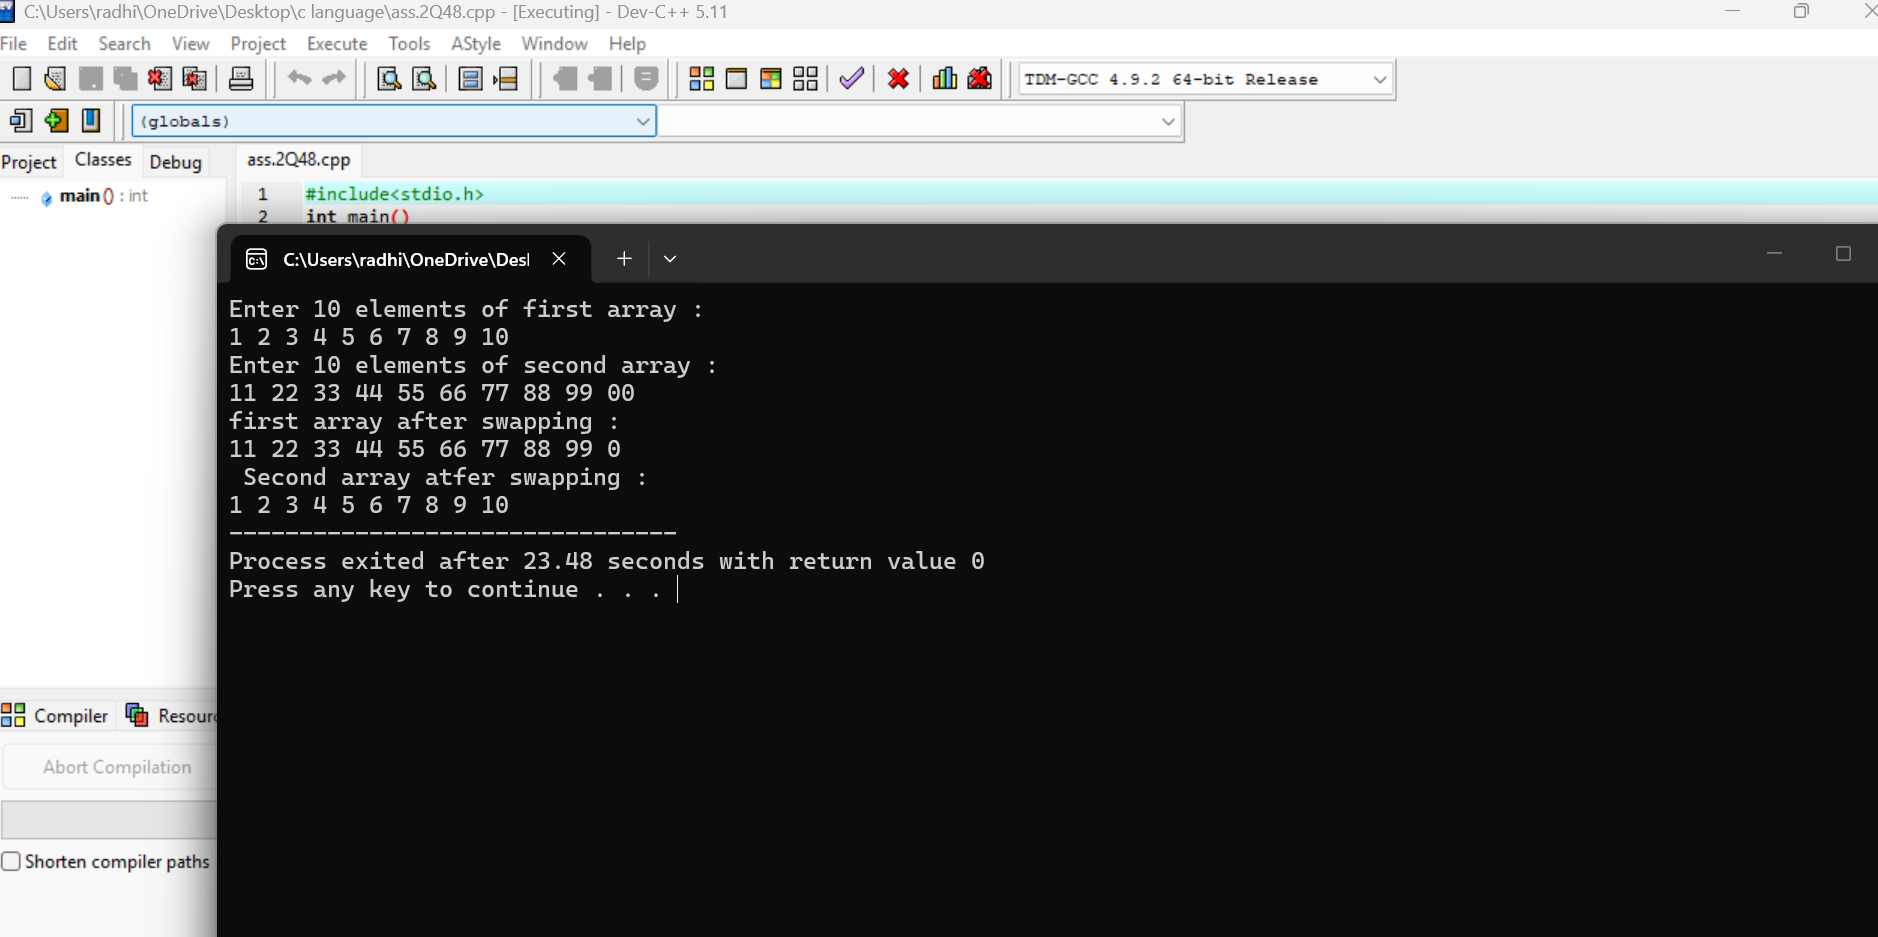 C:\Users\radhi\OneDrive\Desktop\c language\ass.2Q48.cpp - [Executing] - Dev-C++ 5.11
File Edit Search View Project Execute Tools AStyle Window Help
TDM-GCC 4.9.2 64-bit Release
(globals)
Project Classes Debug
ass.2Q48.cpp
main () : int
1 #include<stdio.h>
2 int main()
C:\Users\radhi\OneDrive\Des
Enter 10 elements of first array :
1 2 3 4 5 6 7 8 9 10
Enter 10 elements of second array :
11 22 33 44 55 66 77 88 99 00
first array after swapping :
11 22 33 44 55 66 77 88 99 0
Second array atfer swapping :
1 2 3 4 5 6 7 8 9 10
--------------------------------
Process exited after 23.48 seconds with return value 0
Press any key to continue . . .
Compiler Resour
Abort Compilation
Shorten compiler paths